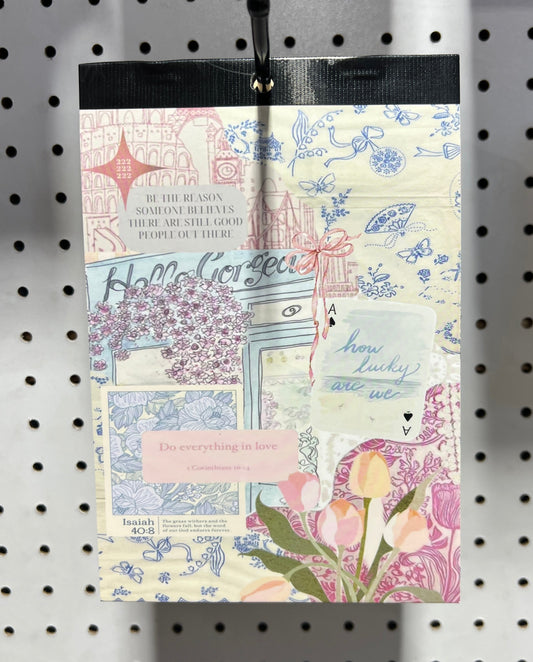 222
222
222
BE THE REASON
SOMEONE BELIEVES
THERE ARE STILL GOOD
PEOPLE OUT THERE
Hello Gorgeou
A
how
lucky
are we
A
Do everything in love
1 Corinthians 16:14
Isaiah
40:8
The grass withers and the
flowers fall, but the word
of our God endures forever.